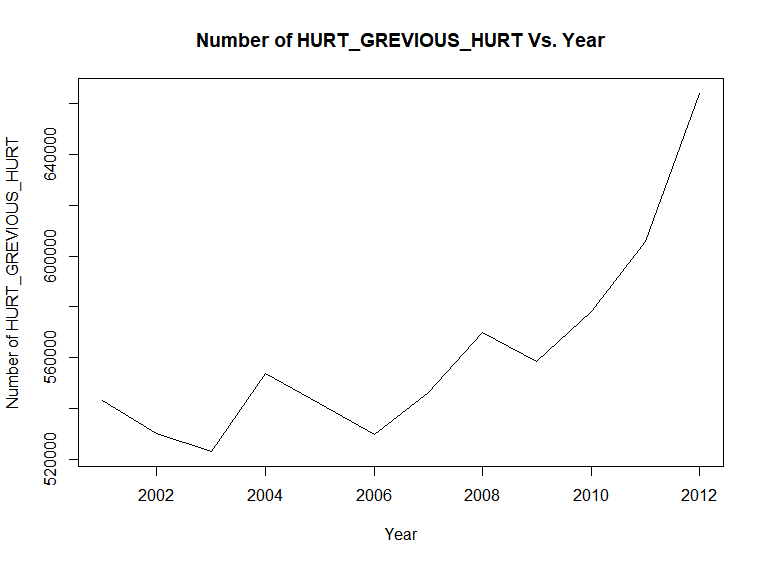 Number of HURT_GREVIOUS_HURT Vs. Year
Number of HURT_GREVIOUS_HURT
640000
600000
560000
520000
2002 2004 2006 2008 2010 2012
Year